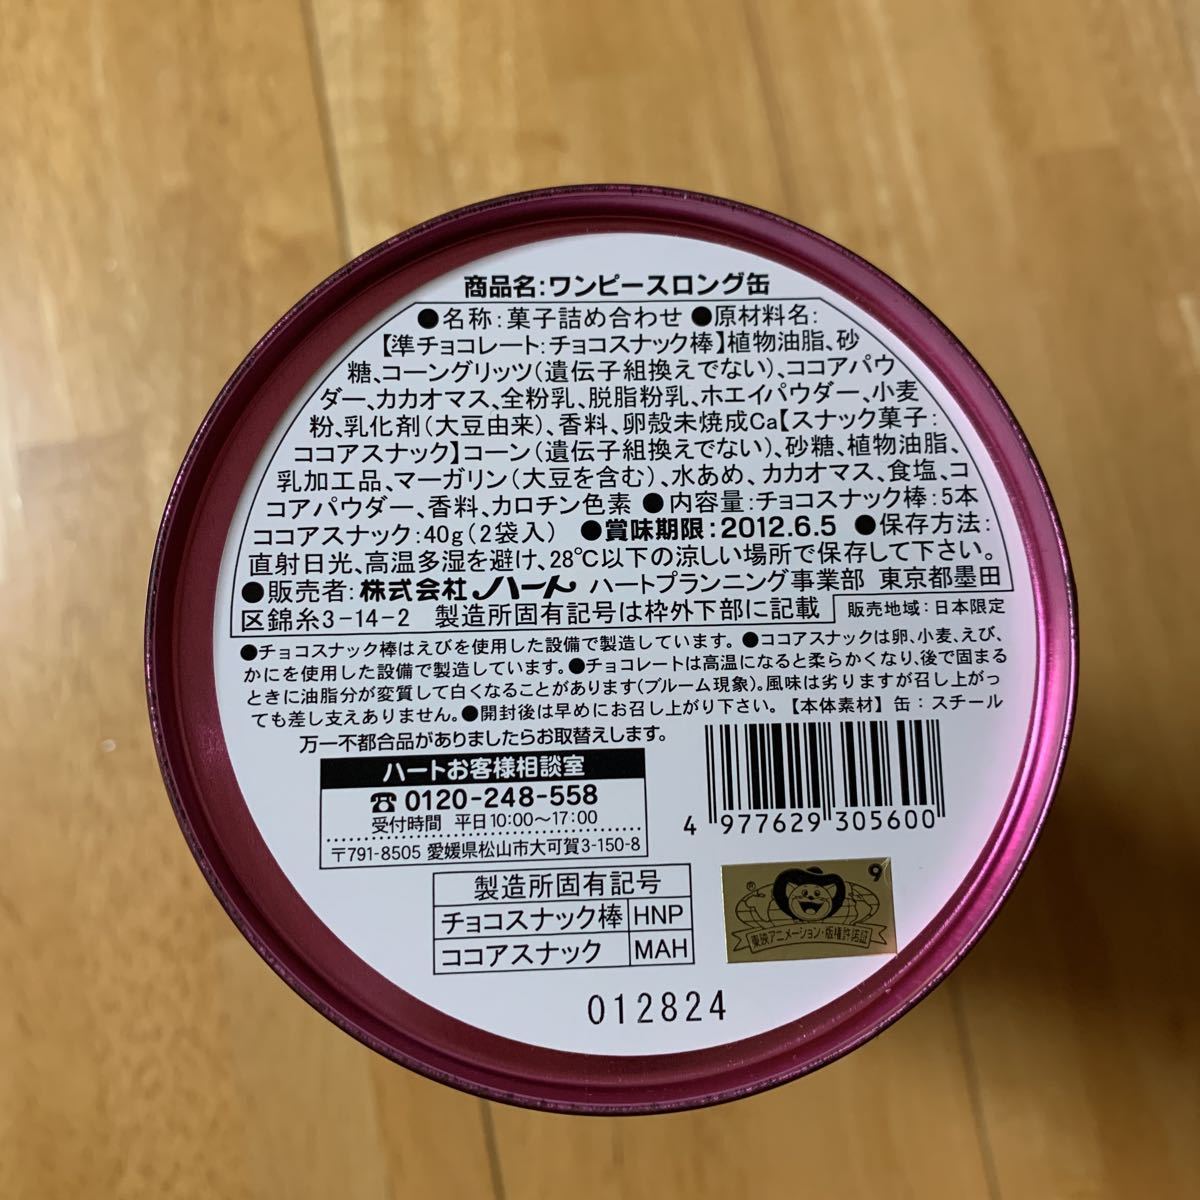 商品名:ワンピースロング缶
●名称:菓子詰め合わせ ●原材料名:
【準チョコレート:チョコスナック棒】植物油脂、砂
糖、コーングリッツ(遺伝子組換えでない)、ココアパウ
ダー、カカオマス、全粉乳、脱脂粉乳、ホエイパウダー、小麦
粉、乳化剤(大豆由来)、香料、卵殻未焼成Ca【スナック菓子:
ココアスナック】コーン(遺伝子組換えでない)、砂糖、植物油脂、
乳加工品、マーガリン(大豆を含む)、水あめ、カカオマス、食塩、コ
コアパウダー、香料、カロチン色素 ●内容量:チョコスナック棒:5本
ココアスナック:40g(2袋入) ●賞味期限:2012.6.5 ●保存方法:
直射日光、高温多湿を避け、28℃以下の涼しい場所で保存して下さい。
●販売者:株式会社ハート ハートプランニング事業部 東京都墨田
区錦糸3-14-2 製造所固有記号は枠外下部に記載 販売地域:日本限定
●チョコスナック棒はえびを使用した設備で製造しています。●ココアスナックは卵、小麦、えび、
かにを使用した設備で製造しています。●チョコレートは高温になると柔らかくなり、後で固まる
ときに油脂分が変質して白くなることがあります(ブルーム現象)。風味は劣りますが召し上がっ
ても差し支えありません。●開封後は早めにお召し上がり下さい。【本体素材】缶:スチール
万一不都合品がありましたらお取替えします。
ハートお客様相談室
☎0120-248-558
受付時間 平日10:00〜17:00
〒791-8505 愛媛県松山市大可賀3-150-8
4 977629 305600
製造所固有記号
チョコスナック棒 HNP
ココアスナック MAH
9
®
東映アニメーション・版権許諾証
012824